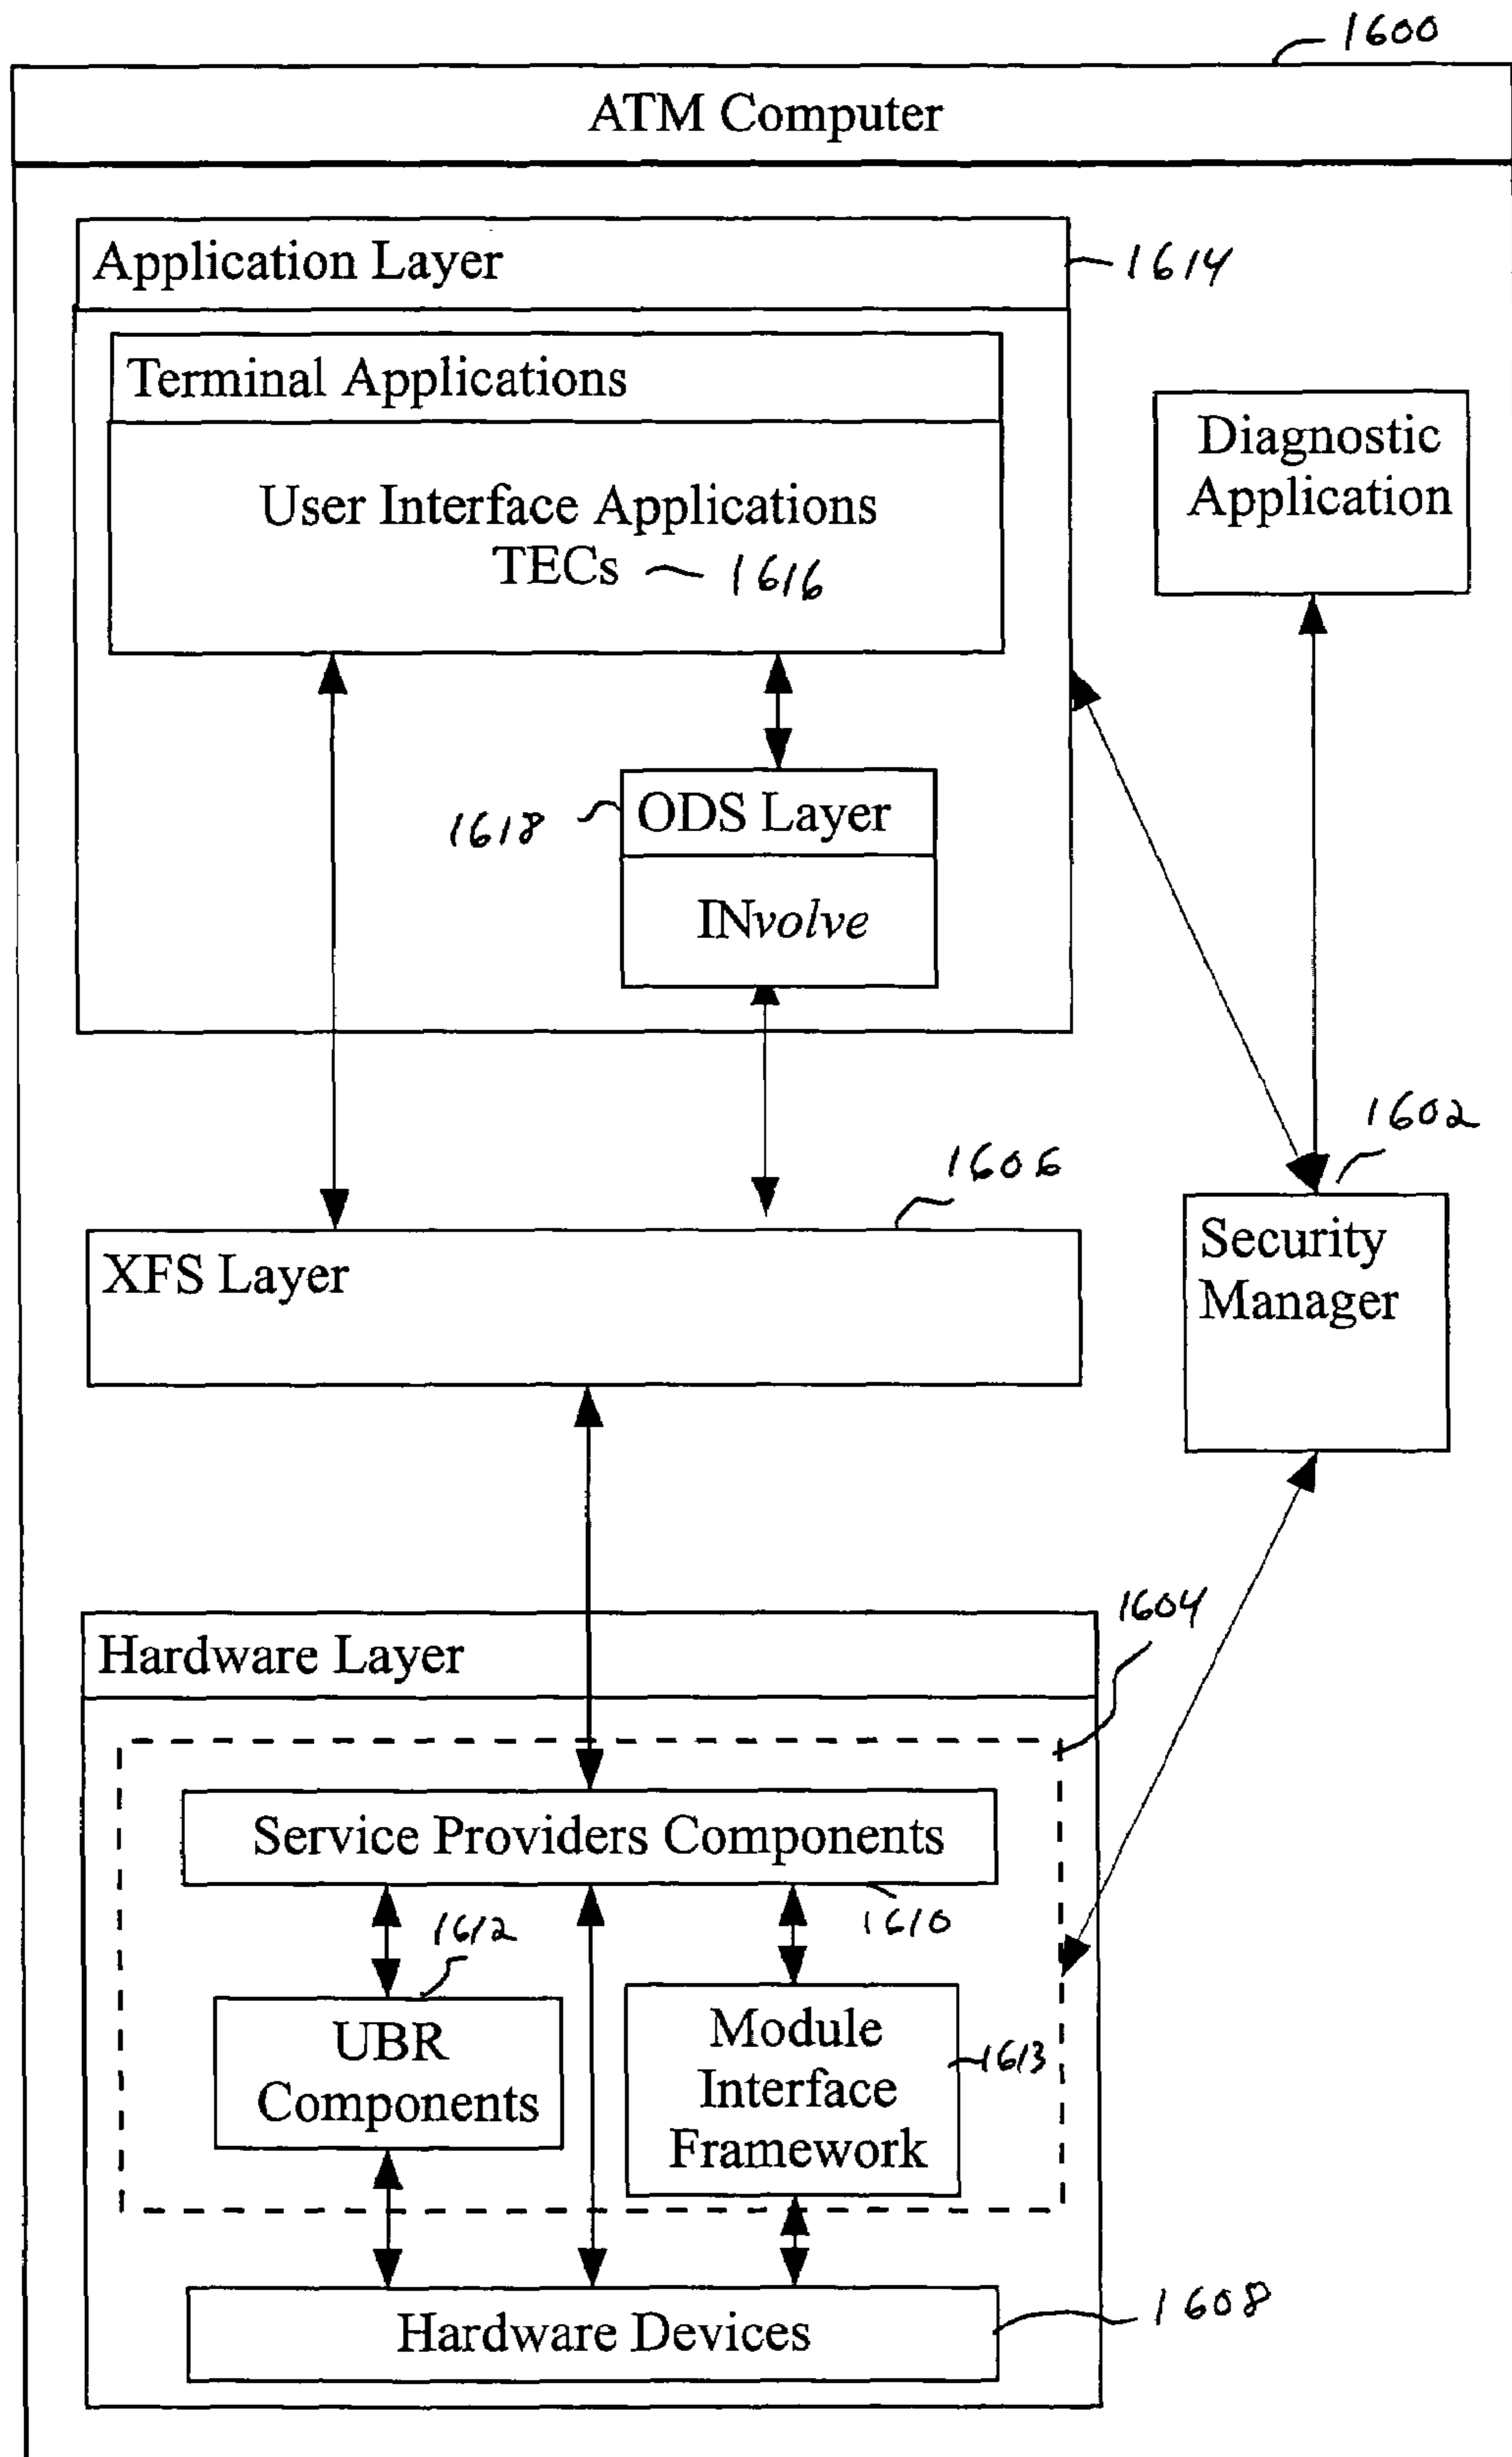 1600
ATM Computer
Application Layer
1614
Terminal Applications
User Interface Applications
TECs
1616
Diagnostic
Application
1618
ODS Layer
INvolve
1602
1606
XFS Layer
Security
Manager
1604
Hardware Layer
Service Providers Components
1610
1612
UBR
Components
Module
Interface
Framework
1613
1608
Hardware Devices